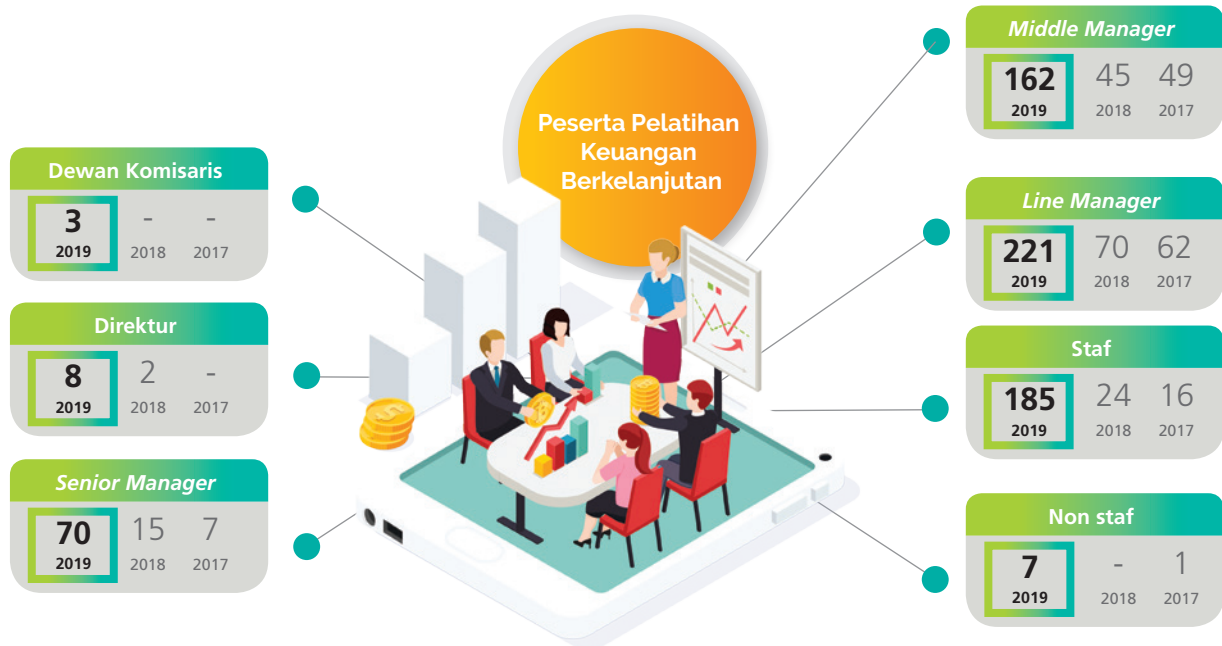 Peserta Pelatihan
Keuangan
Berkelanjutan
Dewan Komisaris
3 - -
2019 2018 2017
Direktur
8 2 -
2019 2018 2017
Senior Manager
70 15 7
2019 2018 2017
Middle Manager
162 45 49
2019 2018 2017
Line Manager
221 70 62
2019 2018 2017
Staf
185 24 16
2019 2018 2017
Non staf
7 - 1
2019 2018 2017